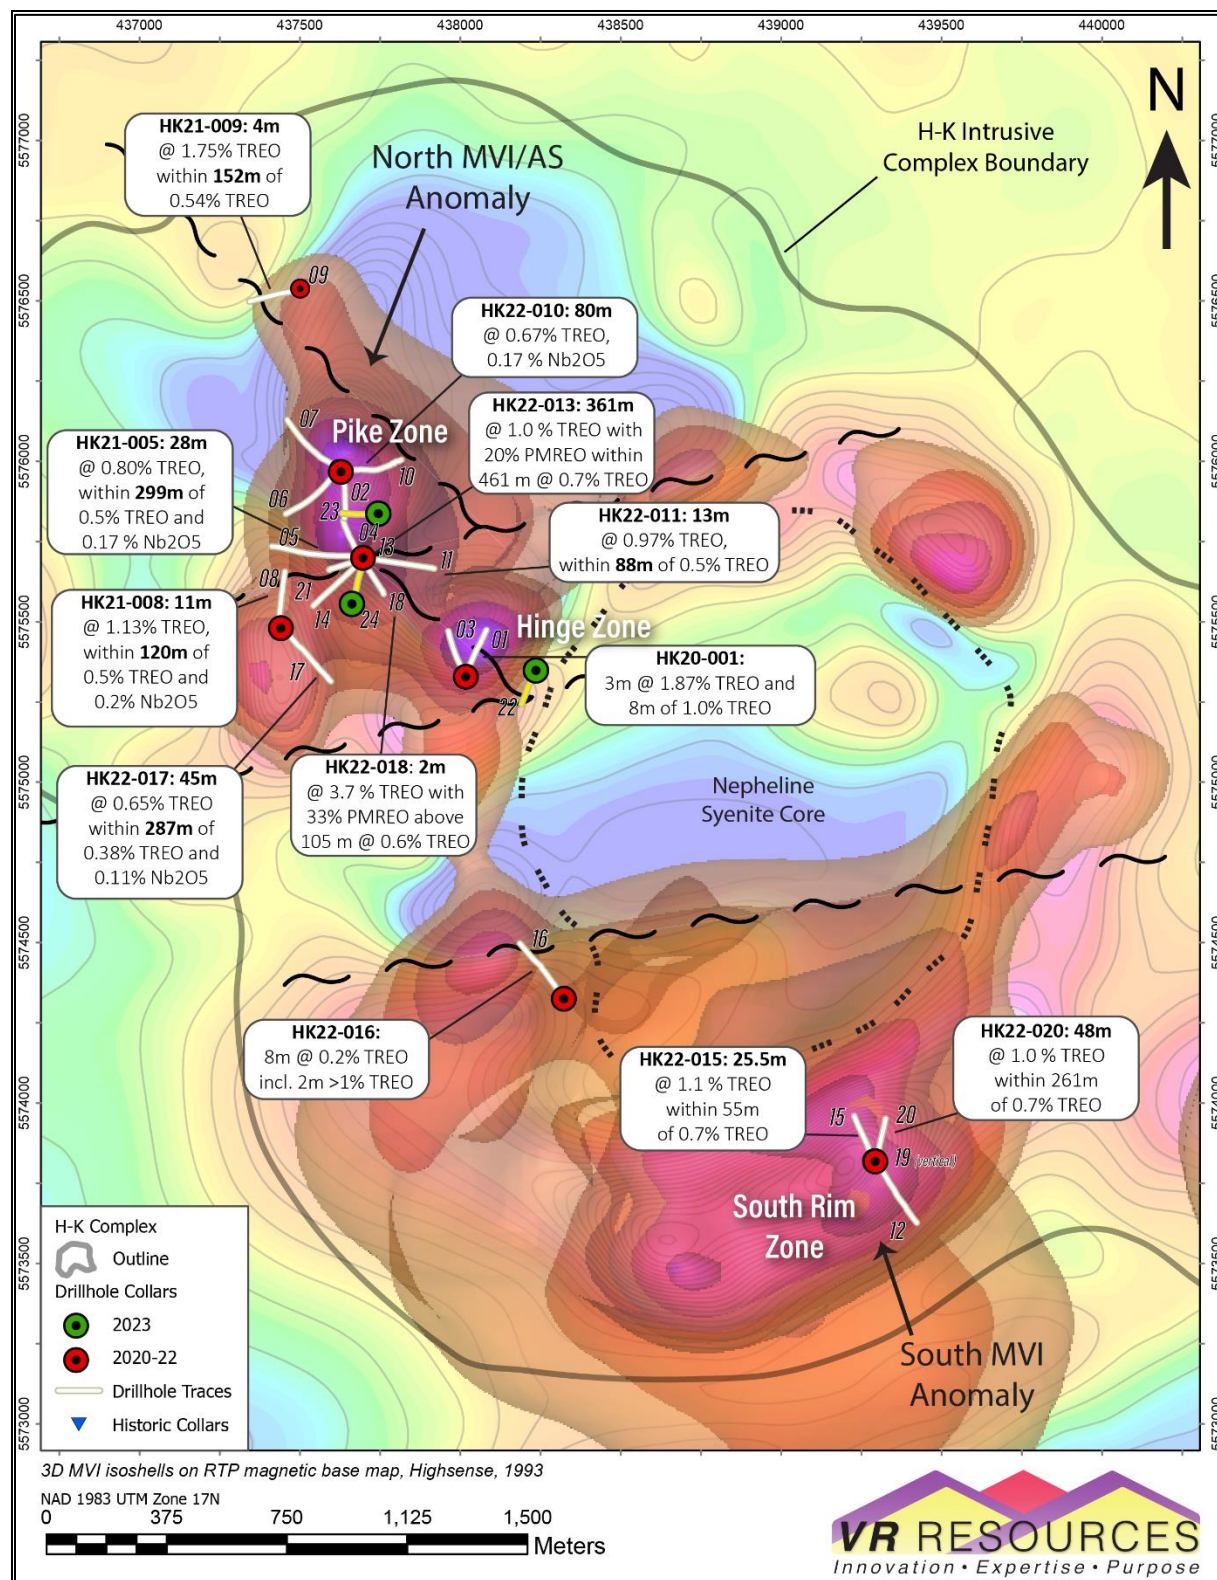 437000 437500 438000 438500 439000 439500 440000
5577000
5576500
5576000
5575500
5575000
5574500
5574000
5573500
5573000
5577000
5576500
5576000
5575500
5575000
5574500
5574000
5573500
5573000
N
H-K Intrusive
Complex Boundary
HK21-009: 4m
@ 1.75% TREO
within 152m of
0.54% TREO
North MVI/AS
Anomaly
09
HK22-010: 80m
@ 0.67% TREO,
0.17 % Nb2O5
HK22-013: 361m
@ 1.0 % TREO with
20% PMREO within
461 m @ 0.7% TREO
07
Pike Zone
10
HK21-005: 28m
@ 0.80% TREO,
within 299m of
0.5% TREO and
0.17 % Nb2O5
06
02
23
04
05
13
11
HK22-011: 13m
@ 0.97% TREO,
within 88m of 0.5% TREO
08
21
14
24
18
HK21-008: 11m
@ 1.13% TREO,
within 120m of
0.5% TREO and
0.2% Nb2O5
17
03
01
Hinge Zone
22
HK20-001:
3m @ 1.87% TREO and
8m of 1.0% TREO
HK22-017: 45m
@ 0.65% TREO
within 287m of
0.38% TREO and
0.11% Nb2O5
HK22-018: 2m
@ 3.7 % TREO with
33% PMREO above
105 m @ 0.6% TREO
Nepheline
Syenite Core
16
HK22-016:
8m @ 0.2% TREO
incl. 2m >1% TREO
HK22-015: 25.5m
@ 1.1 % TREO
within 55m
of 0.7% TREO
HK22-020: 48m
@ 1.0 % TREO
within 261m
of 0.7% TREO
15
20
19 (vertical)
12
South Rim
Zone
South MVI
Anomaly
H-K Complex
Outline
Drillhole Collars
2023
2020-22
Drillhole Traces
Historic Collars
3D MVI isoshells on RTP magnetic base map, Highsense, 1993
NAD 1983 UTM Zone 17N
0 375 750 1,125 1,500
Meters
VR RESOURCES
Innovation • Expertise • Purpose